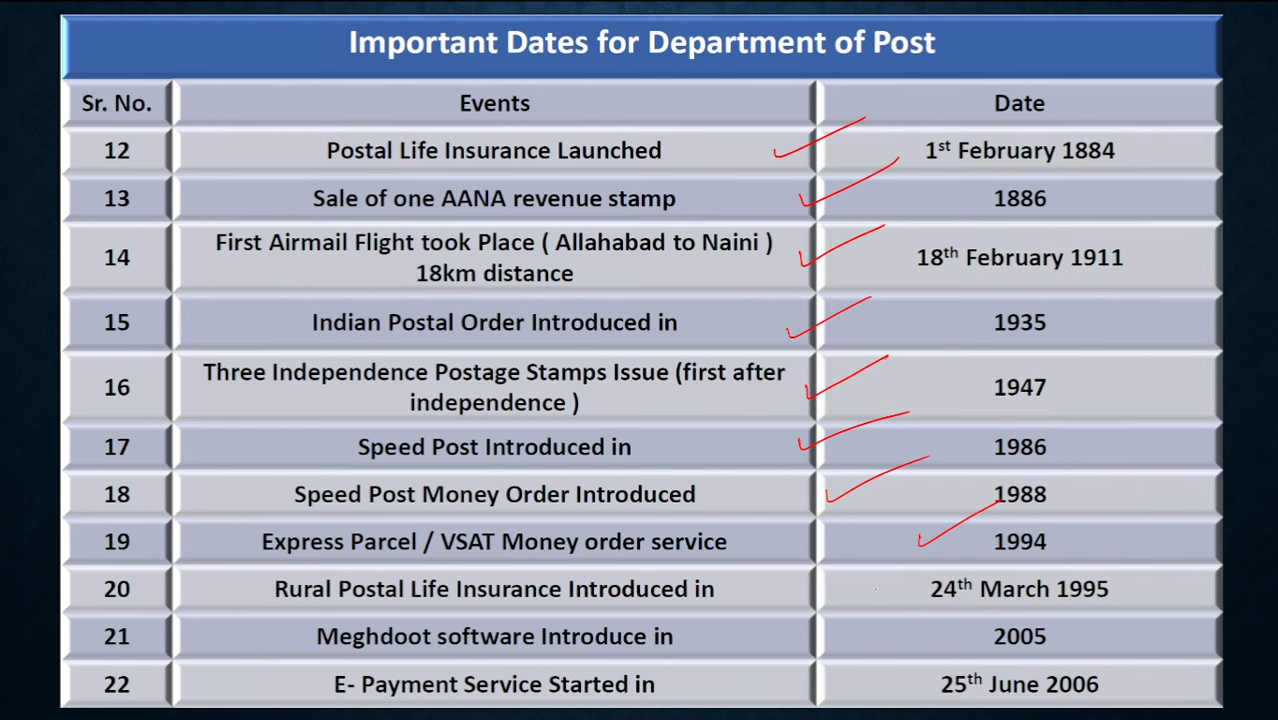 Important Dates for Department of Post
Sr. No. Events Date
12 Postal Life Insurance Launched 1st February 1884
13 Sale of one AANA revenue stamp 1886
14 First Airmail Flight took Place ( Allahabad to Naini ) 18km distance 18th February 1911
15 Indian Postal Order Introduced in 1935
16 Three Independence Postage Stamps Issue (first after independence ) 1947
17 Speed Post Introduced in 1986
18 Speed Post Money Order Introduced 1988
19 Express Parcel / VSAT Money order service 1994
20 Rural Postal Life Insurance Introduced in 24th March 1995
21 Meghdoot software Introduce in 2005
22 E- Payment Service Started in 25th June 2006